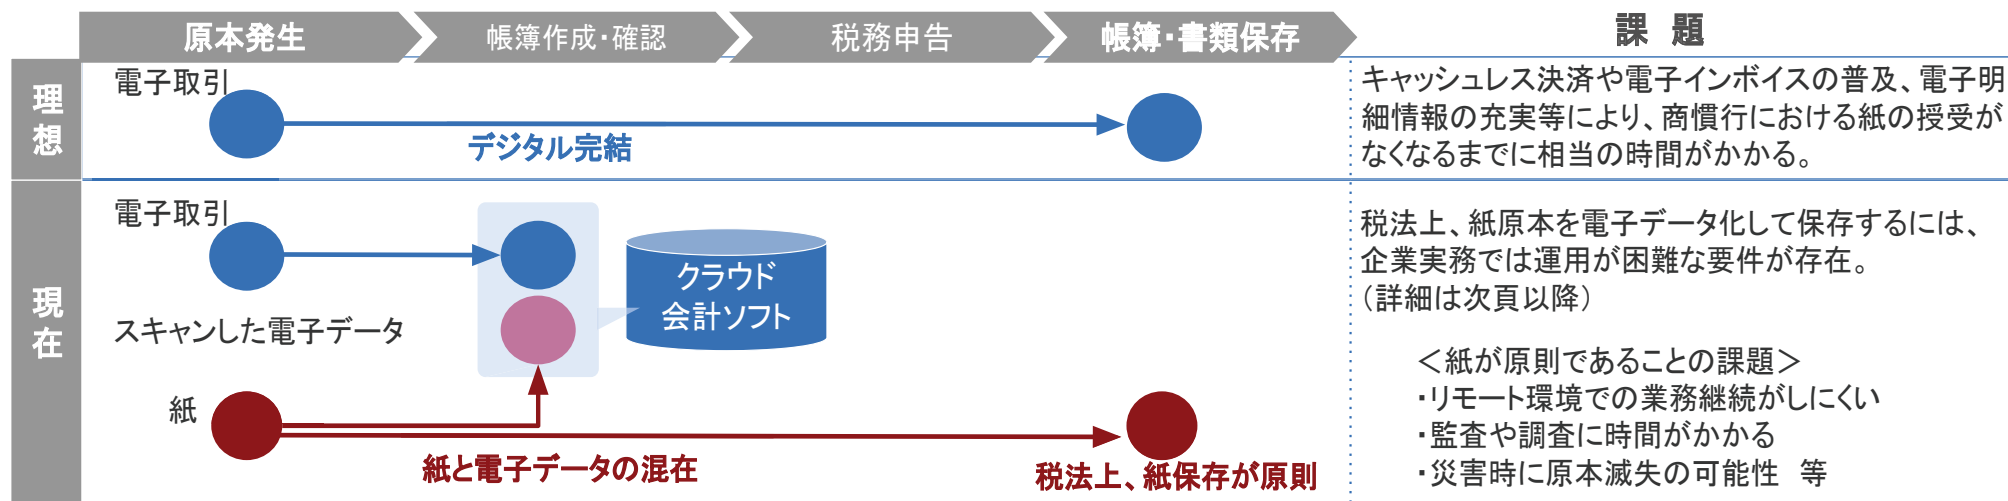 原本発生
帳簿作成・確認
税務申告
帳簿・書類保存
課 題
理想
電子取引
デジタル完結
キャッシュレス決済や電子インボイスの普及、電子明
細情報の充実等により、商慣行における紙の授受が
なくなるまでに相当の時間がかかる。
現在
電子取引
スキャンした電子データ
紙
クラウド
会計ソフト
紙と電子データの混在
税法上、紙保存が原則
税法上、紙原本を電子データ化して保存するには、
企業実務では運用が困難な要件が存在。
（詳細は次頁以降）
＜紙が原則であることの課題＞
・リモート環境での業務継続がしにくい
・監査や調査に時間がかかる
・災害時に原本滅失の可能性 等